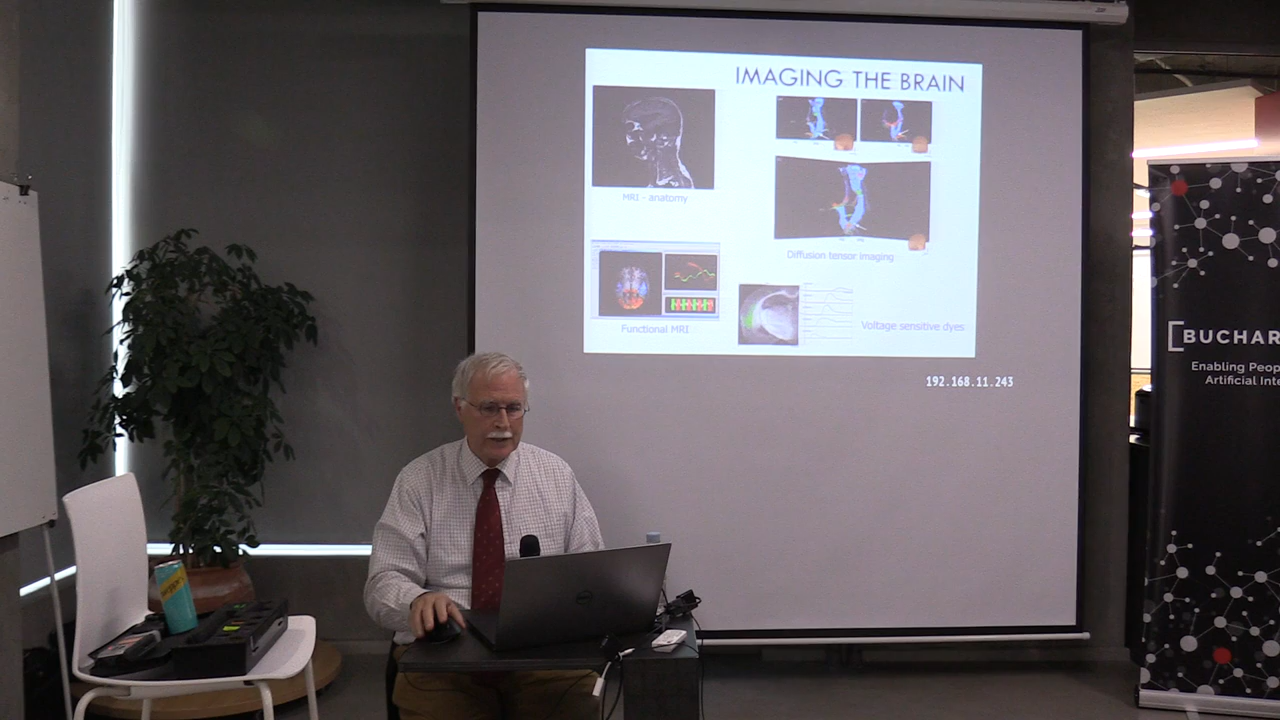 IMAGING THE BRAIN
MRI - anatomy
Diffusion tensor imaging
Functional MRI
Voltage sensitive dyes
192.168.11.243
[BUCHAR
Enabling Peop
Artificial Inte